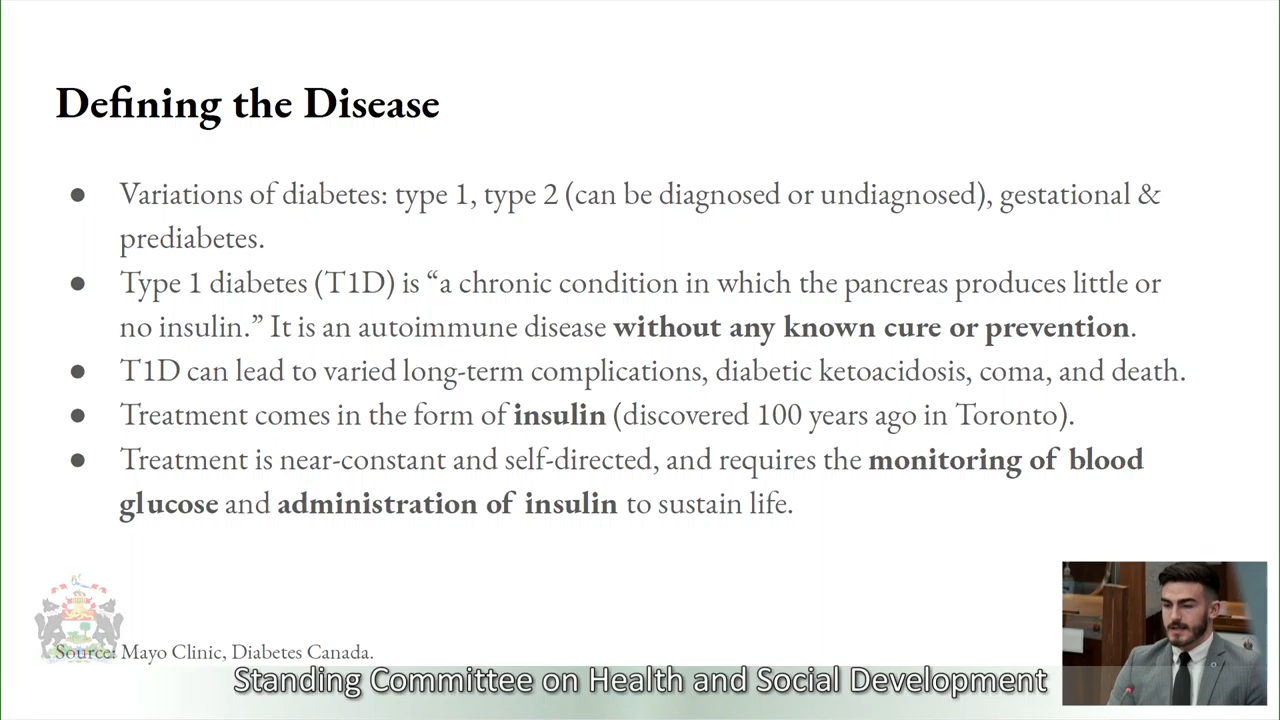 Defining the Disease
● Variations of diabetes: type 1, type 2 (can be diagnosed or undiagnosed), gestational &
prediabetes.
● Type 1 diabetes (T1D) is “a chronic condition in which the pancreas produces little or
no insulin.” It is an autoimmune disease without any known cure or prevention.
● T1D can lead to varied long-term complications, diabetic ketoacidosis, coma, and death.
● Treatment comes in the form of insulin (discovered 100 years ago in Toronto).
● Treatment is near-constant and self-directed, and requires the monitoring of blood
glucose and administration of insulin to sustain life.
Source: Mayo Clinic, Diabetes Canada.
Standing Committee on Health and Social Development